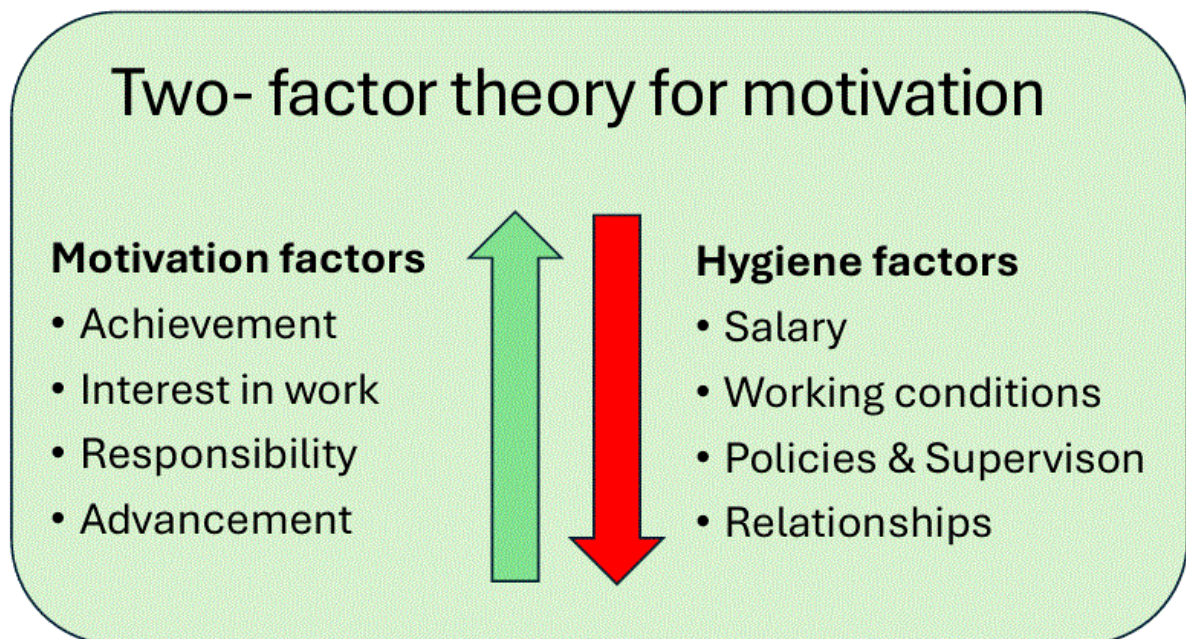 Two- factor theory for motivation
Motivation factors
• Achievement
• Interest in work
• Responsibility
• Advancement
Hygiene factors
• Salary
• Working conditions
• Policies & Supervison
• Relationships